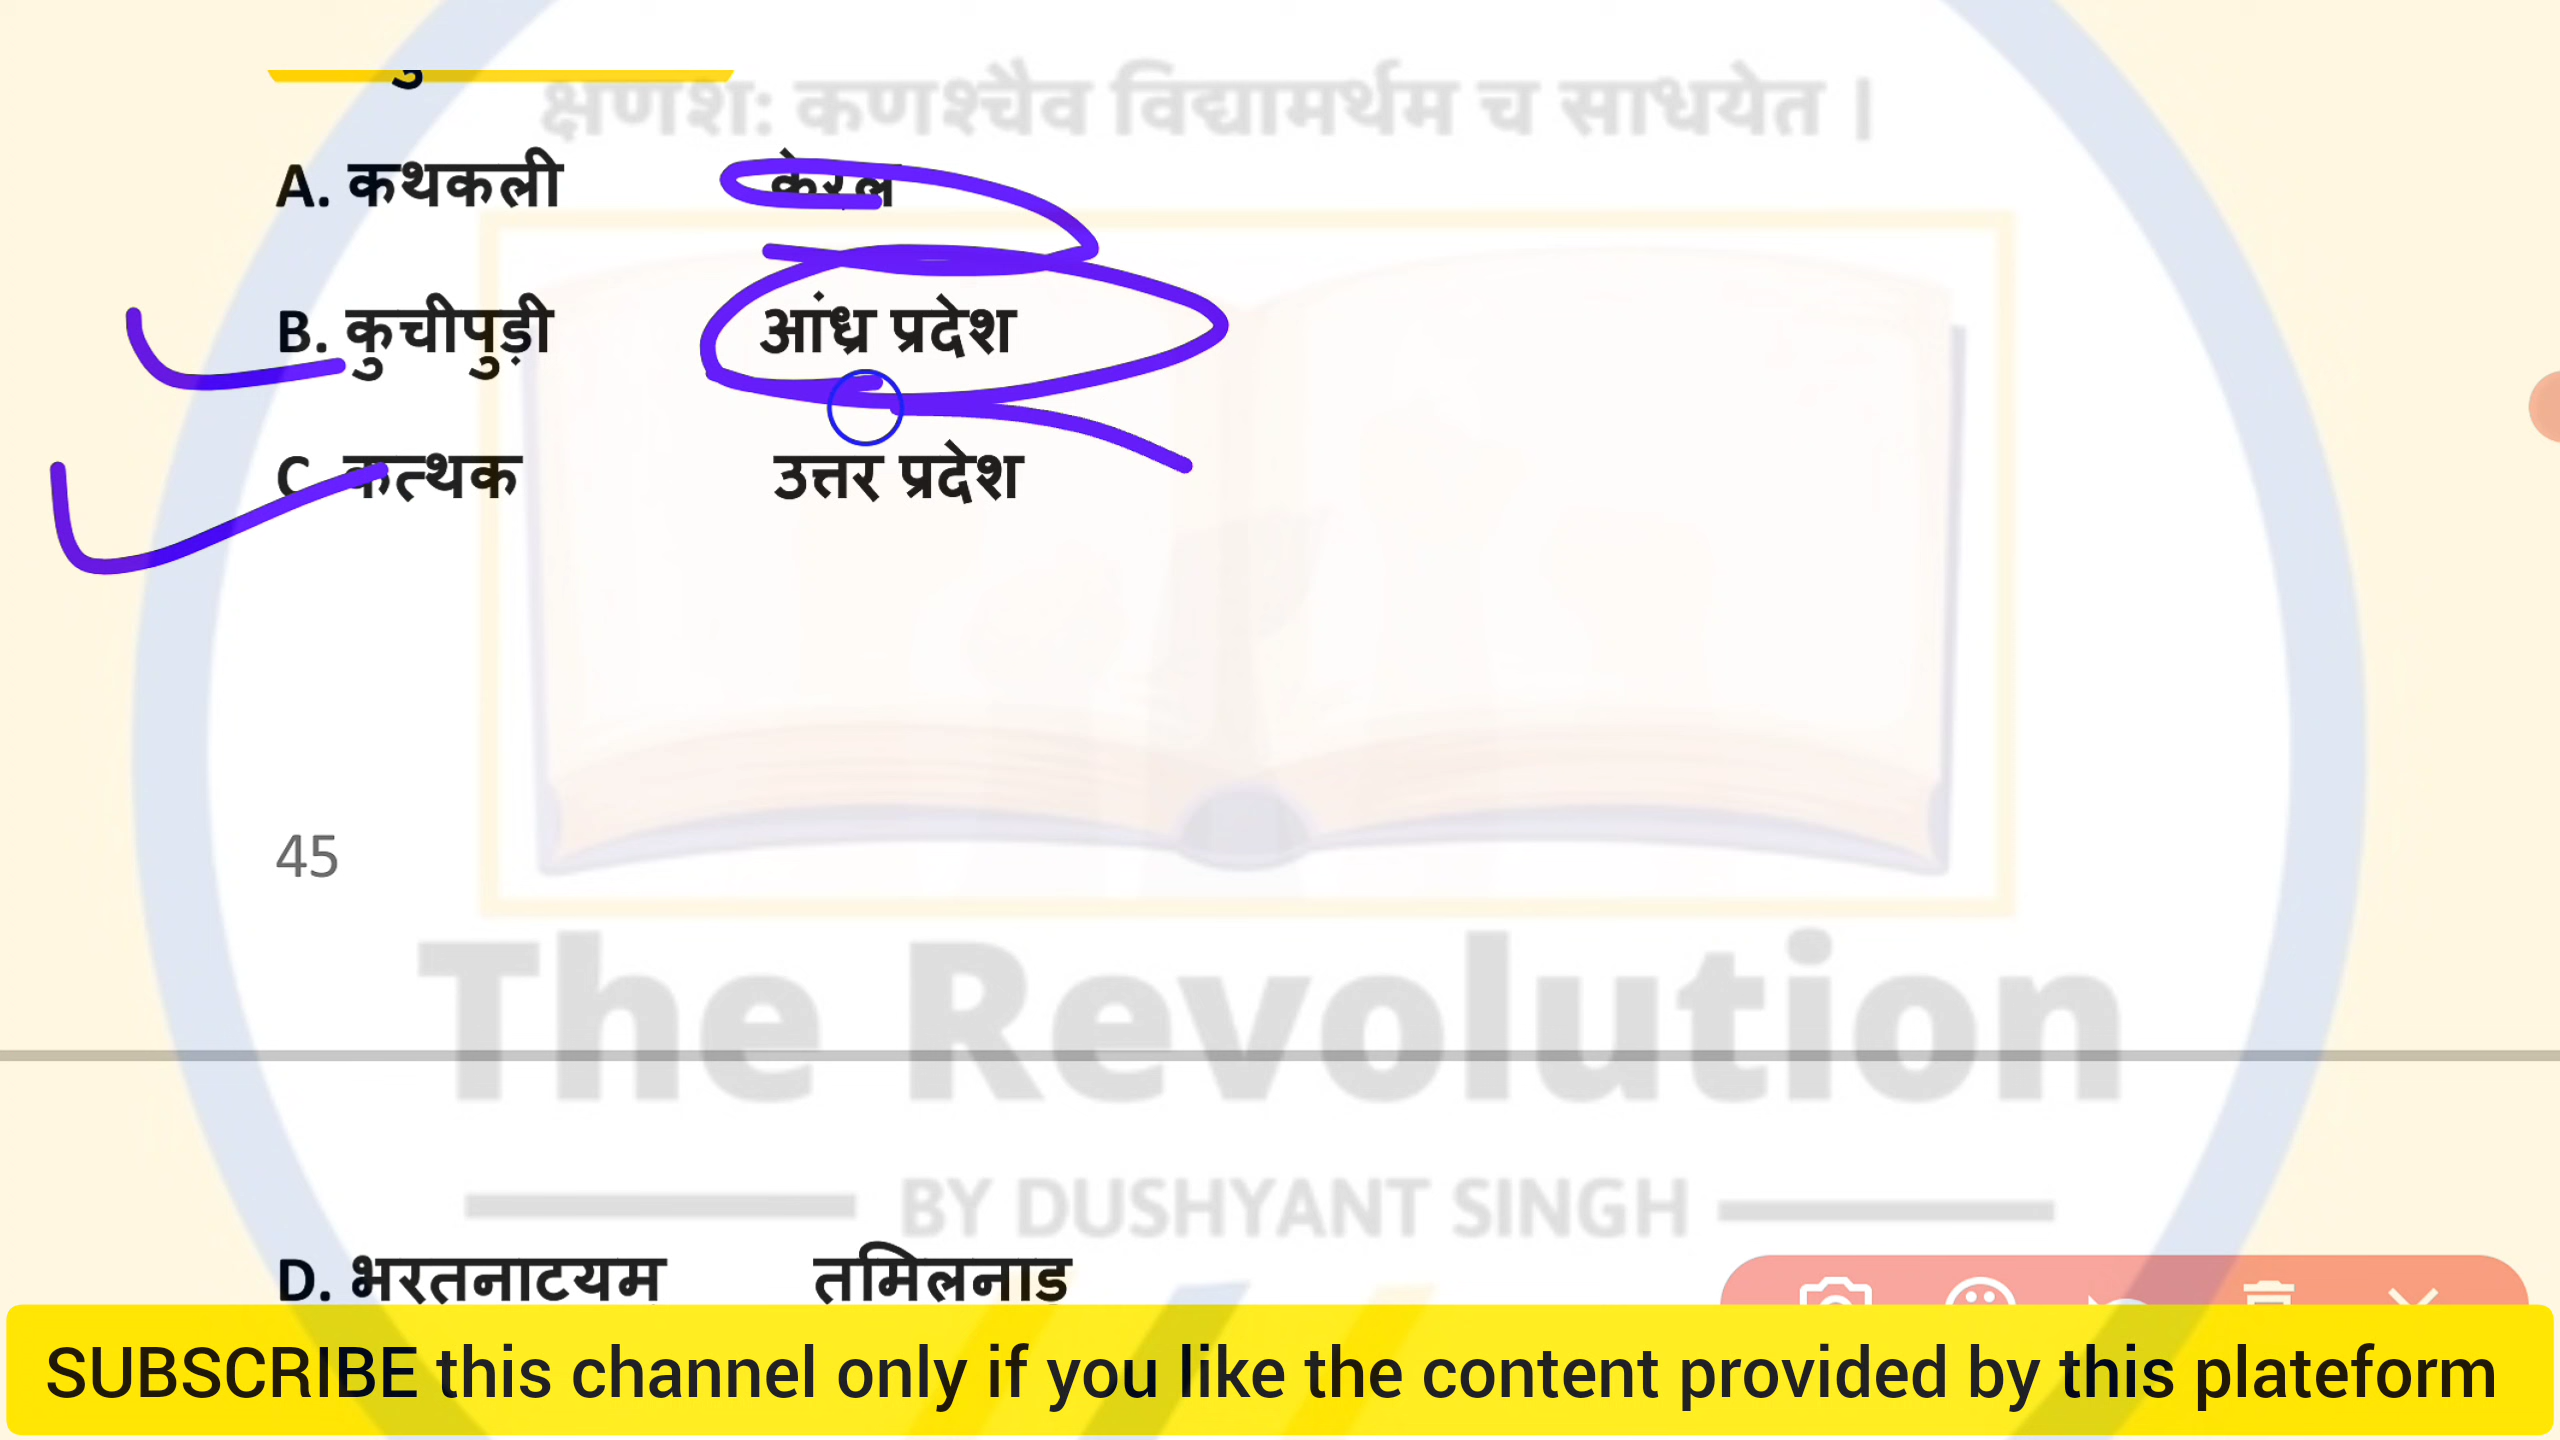 क्षणश: कणश्चैव विद्यामर्थम च साधयेत |
A. कथकली केरल
B. कुचीपुड़ी आंध्र प्रदेश
C. कत्थक उत्तर प्रदेश
45
The Revolution
BY DUSHYANT SINGH
D. भरतनाटयम तमिलनाडु
SUBSCRIBE this channel only if you like the content provided by this plateform